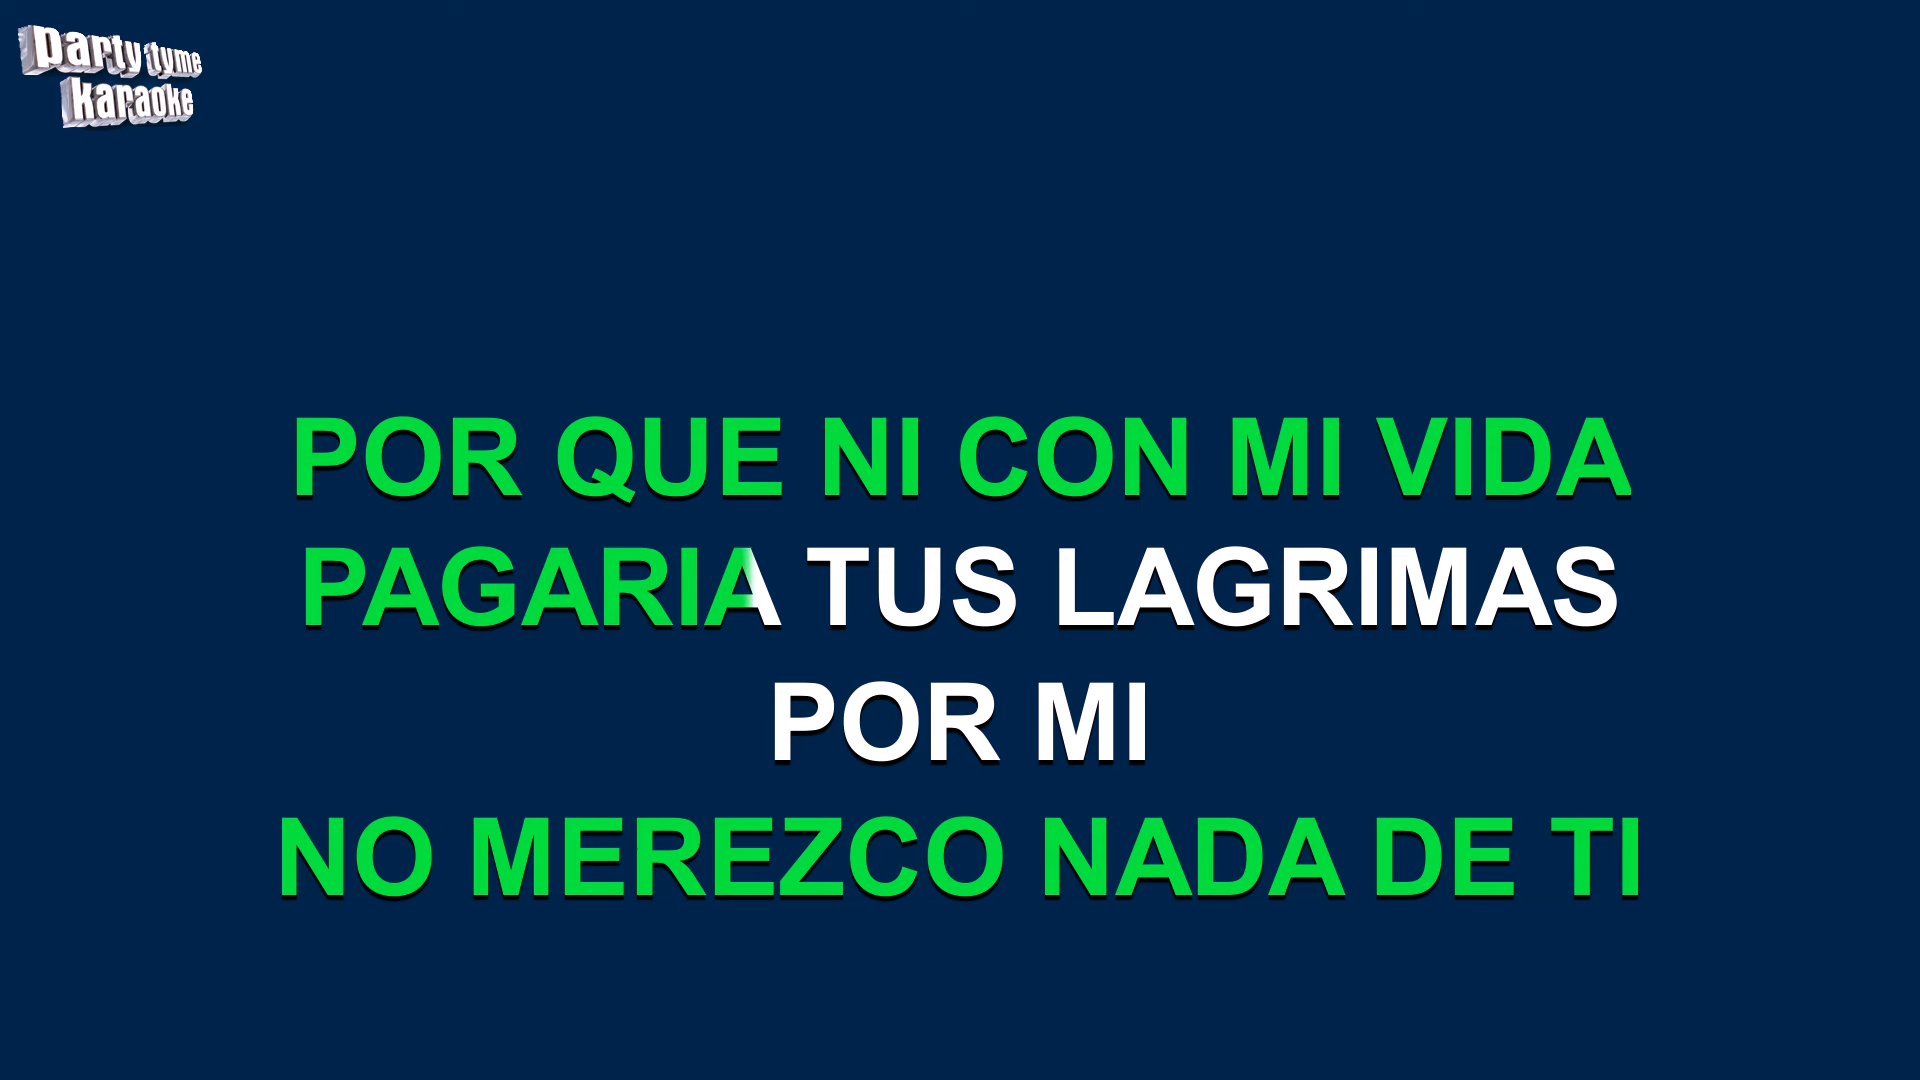 party tyme
karaoke
POR QUE NI CON MI VIDA
PAGARIA TUS LAGRIMAS
POR MI
NO MEREZCO NADA DE TI